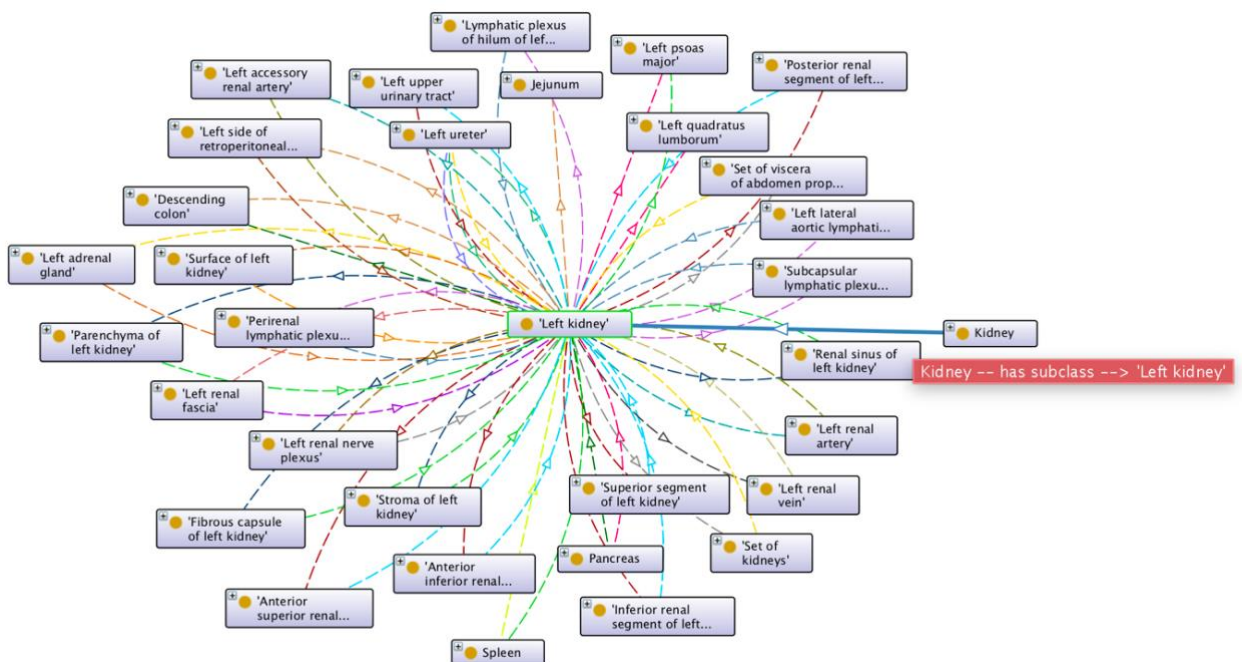 'Lymphatic plexus
of hilum of lef...
'Left psoas
major'
'Posterior renal
segment of left...
'Left accessory
renal artery'
'Left upper
urinary tract'
Jejunum
'Left ureter'
'Left quadratus
lumborum'
'Left side of
retroperitoneal...
'Set of viscera
of abdomen prop...
'Descending
colon'
'Left lateral
aortic lymphati...
'Left adrenal
gland'
'Surface of left
kidney'
'Subcapsular
lymphatic plexu...
'Parenchyma of
left kidney'
'Perirenal
lymphatic plexu...
'Left kidney'
Kidney
'Renal sinus of
left kidney'
Kidney -- has subclass --> 'Left kidney'
'Left renal
fascia'
'Left renal
artery'
'Left renal nerve
plexus'
'Stroma of left
kidney'
'Superior segment
of left kidney'
'Left renal
vein'
'Fibrous capsule
of left kidney'
'Anterior
inferior renal...
Pancreas
'Set of
kidneys'
'Anterior
superior renal...
'Inferior renal
segment of left...
Spleen